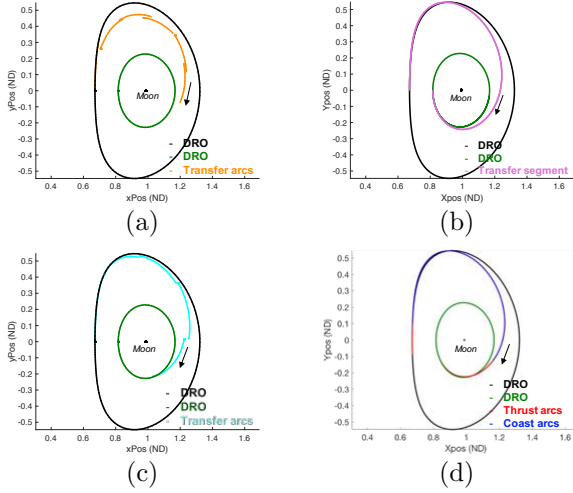 0.5
0.4
0.3
0.2
0.1
0
-0.1
-0.2
-0.3
-0.4
-0.5
yPos (ND)
Moon
- DRO
- DRO
- Transfer arcs
0.4 0.6 0.8 1 1.2 1.4 1.6
xPos (ND)
(a)
0.5
0.4
0.3
0.2
0.1
0
-0.1
-0.2
-0.3
-0.4
-0.5
Ypos (ND)
Moon
- DRO
- DRO
- Transfer segment
0.4 0.6 0.8 1 1.2 1.4 1.6
Xpos (ND)
(b)
0.5
0.4
0.3
0.2
0.1
0
-0.1
-0.2
-0.3
-0.4
-0.5
yPos (ND)
Moon
- DRO
- DRO
- Transfer arcs
0.4 0.6 0.8 1 1.2 1.4 1.6
xPos (ND)
(c)
0.5
0.4
0.3
0.2
0.1
0
-0.1
-0.2
-0.3
-0.4
-0.5
Ypos (ND)
Moon
- DRO
- DRO
- Thrust arcs
- Coast arcs
0.4 0.6 0.8 1 1.2 1.4 1.6
Xpos (ND)
(d)